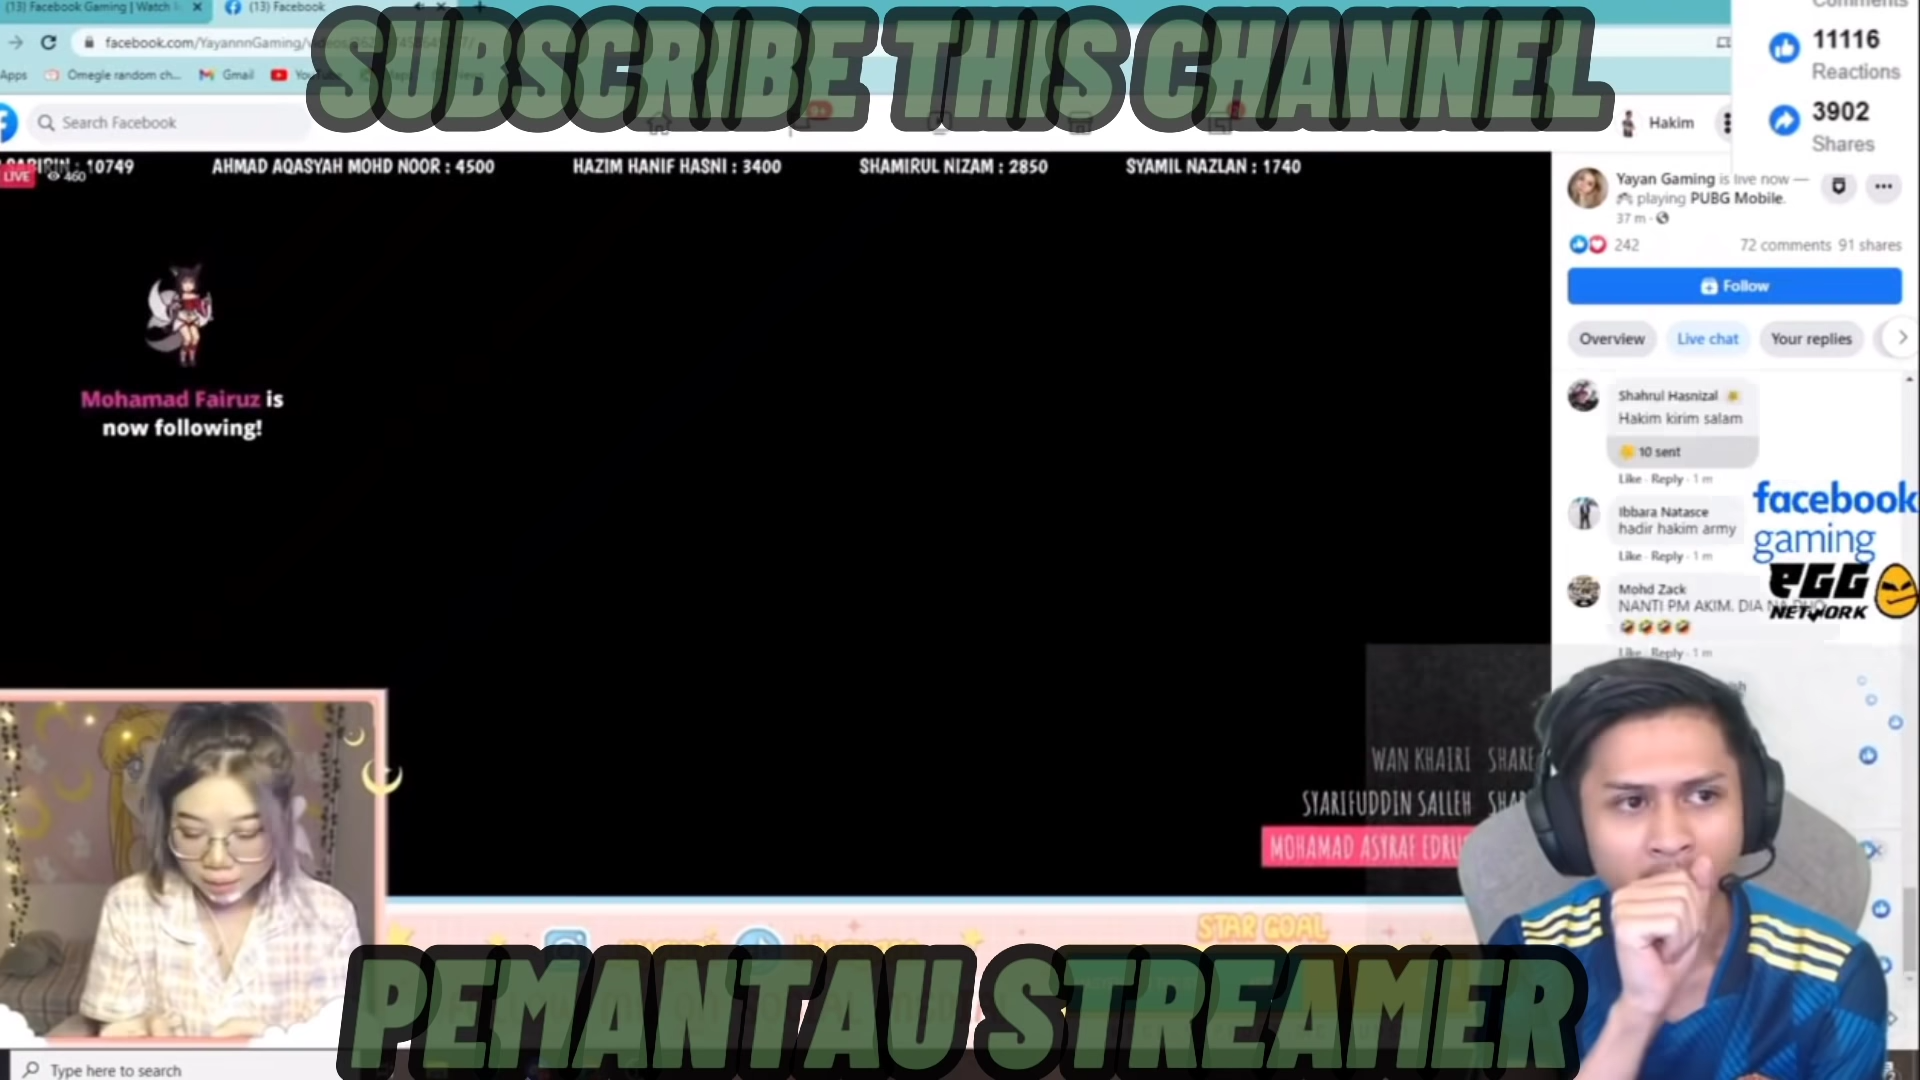 (13) Facebook Gaming | Watch
(13) Facebook
SUBSCRIBE THIS CHANNEL
facebook.com/YayannnGaming/
Apps
Omegle random ch...
Gmail
Search Facebook
Hakim
Comments
11116
Reactions
3902
Shares
: 10749
AHMAD AQASYAH MOHD NOOR : 4500
HAZIM HANIF HASNI : 3400
SHAMIRUL NIZAM : 2850
SYAMIL NAZLAN : 1740
LIVE
460
Mohamad Fairuz is
now following!
Yayan Gaming is live now —
playing PUBG Mobile.
37 m
242
72 comments 91 shares
Follow
Overview
Live chat
Your replies
Shahrul Hasnizal
Hakim kirim salam
10 sent
Like · Reply · 1 m
Ibbara Natasce
hadir hakim army
Like · Reply · 1 m
Mohd Zack
NANTI PM AKIM. DIA
Like · Reply · 1 m
facebook
gaming
EGG
NETWORK
WAN KHAIRI SHARE
SYARIFUDDIN SALLEH
MOHAMAD ASYRAF
STAR GOAL
PEMANTAU STREAMER
Type here to search